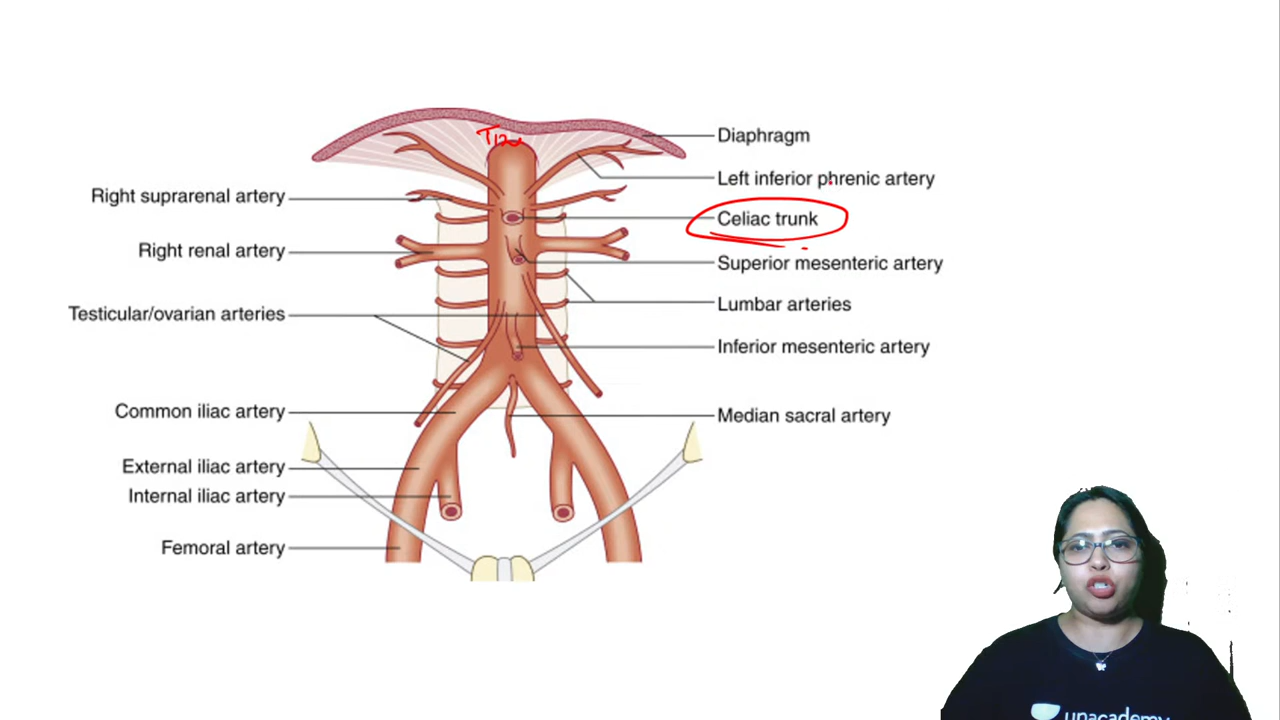 T12
Diaphragm
Left inferior phrenic artery
Right suprarenal artery
Celiac trunk
Right renal artery
Superior mesenteric artery
Lumbar arteries
Testicular/ovarian arteries
Inferior mesenteric artery
Common iliac artery
Median sacral artery
External iliac artery
Internal iliac artery
Femoral artery
unacademy